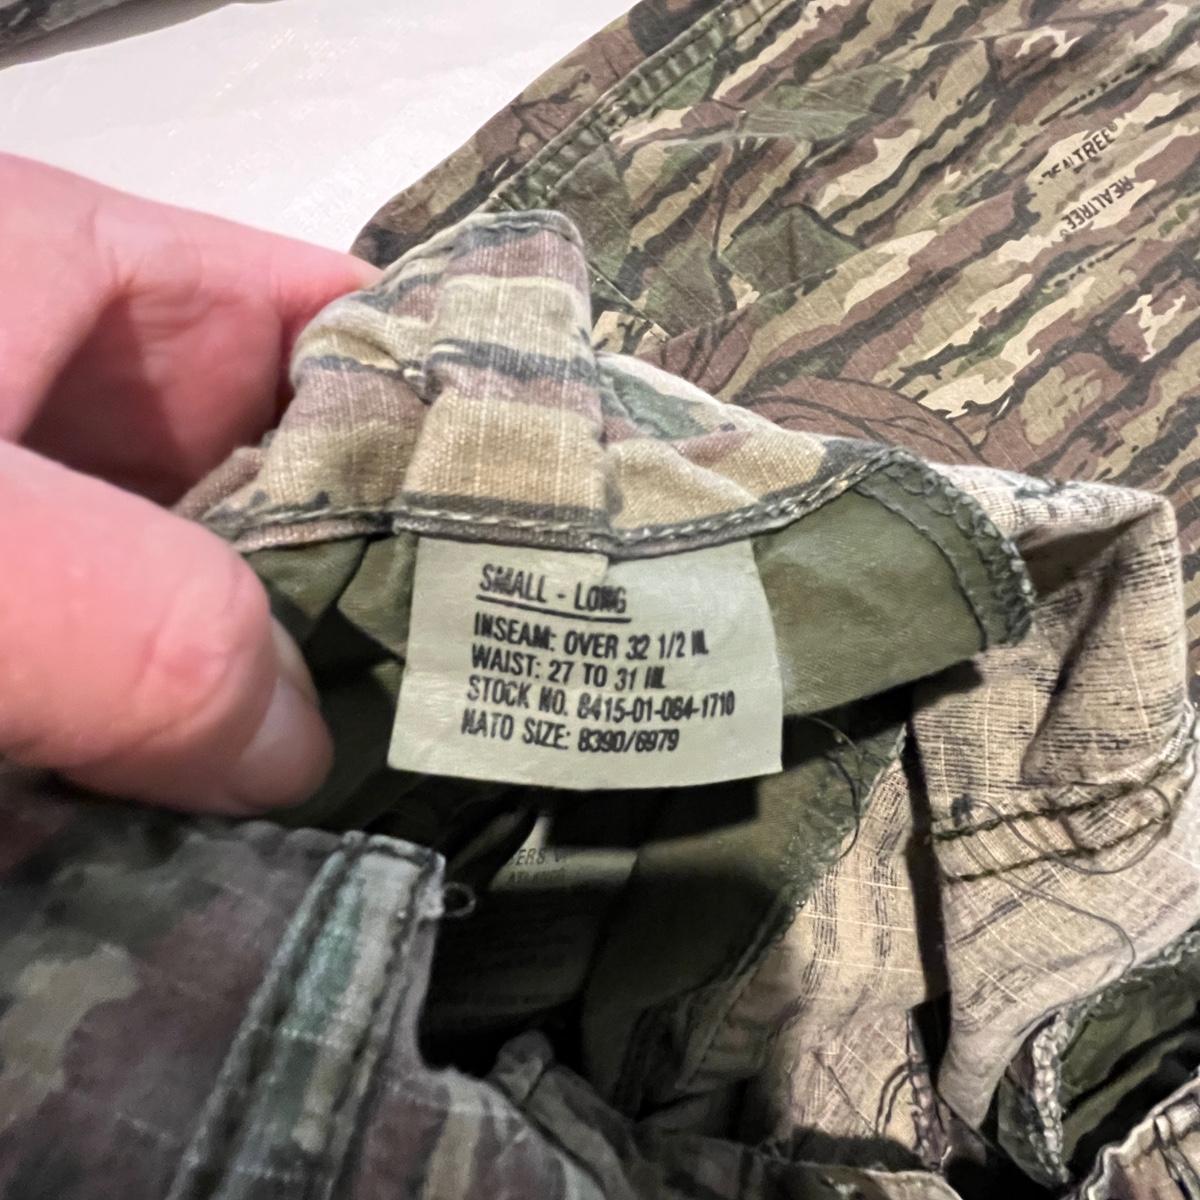 REALTREE®
REALTREE®
SMALL - LONG
INSEAM: OVER 32 1/2 IN.
WAIST: 27 TO 31 IN.
STOCK NO. 8415-01-084-1710
NATO SIZE: 8390/6979